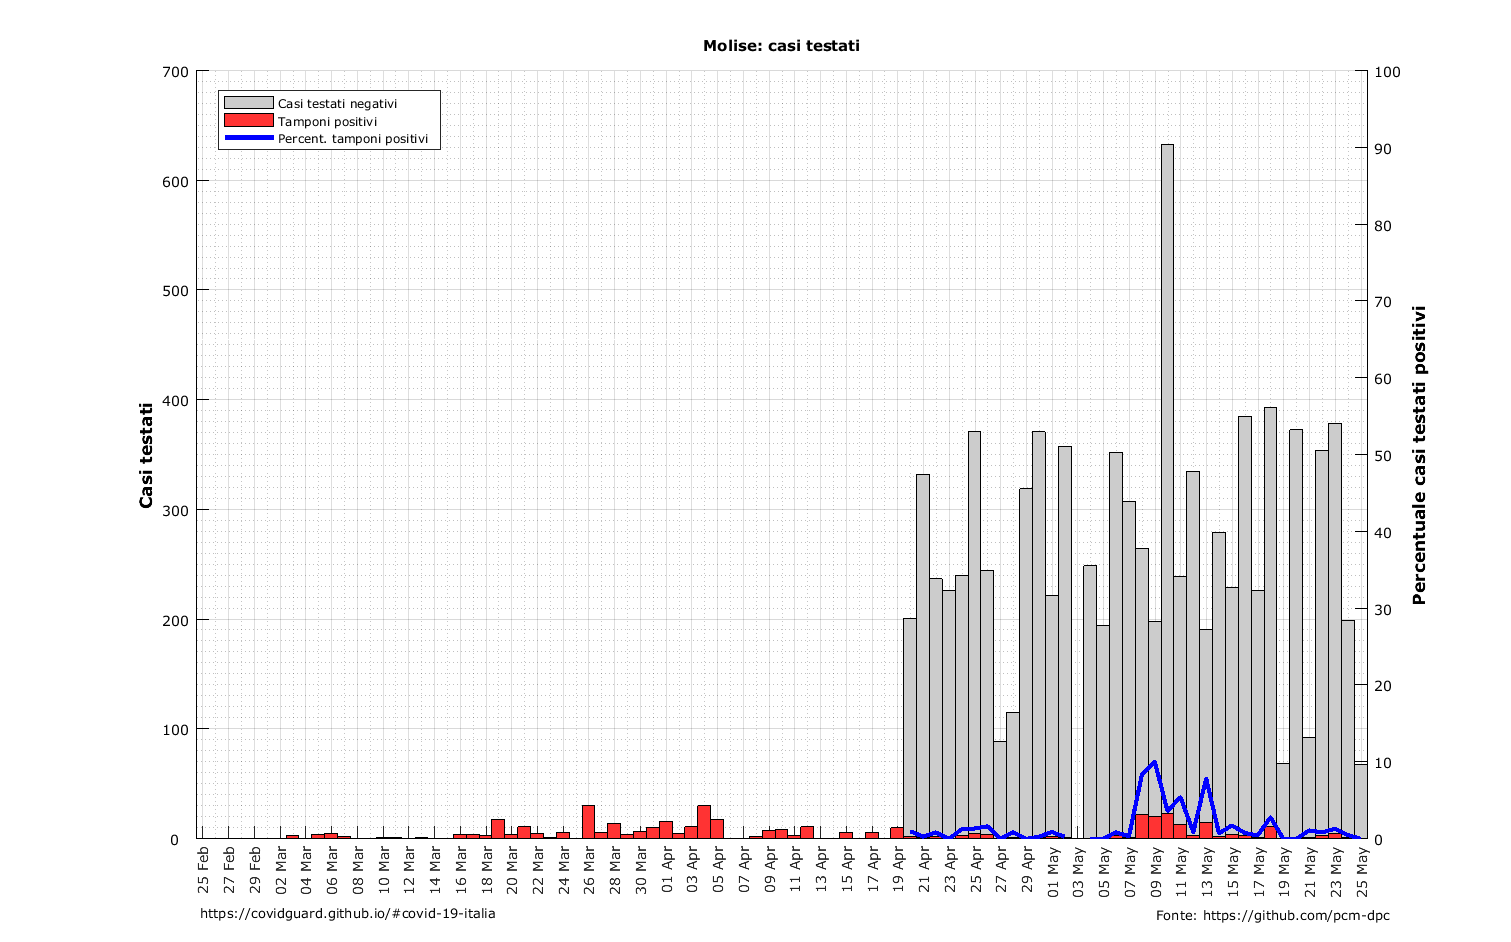 Molise: casi testati
Casi testati negativi
Tamponi positivi
Percent. tamponi positivi
Casi testati
700
600
500
400
300
200
100
0
100
90
80
70
60
50
40
30
20
10
0
Percentuale casi testati positivi
25 Feb
27 Feb
29 Feb
02 Mar
04 Mar
06 Mar
08 Mar
10 Mar
12 Mar
14 Mar
16 Mar
18 Mar
20 Mar
22 Mar
24 Mar
26 Mar
28 Mar
30 Mar
01 Apr
03 Apr
05 Apr
07 Apr
09 Apr
11 Apr
13 Apr
15 Apr
17 Apr
19 Apr
21 Apr
23 Apr
25 Apr
27 Apr
29 Apr
01 May
03 May
05 May
07 May
09 May
11 May
13 May
15 May
17 May
19 May
21 May
23 May
25 May
https://covidguard.github.io/#covid-19-italia
Fonte: https://github.com/pcm-dpc